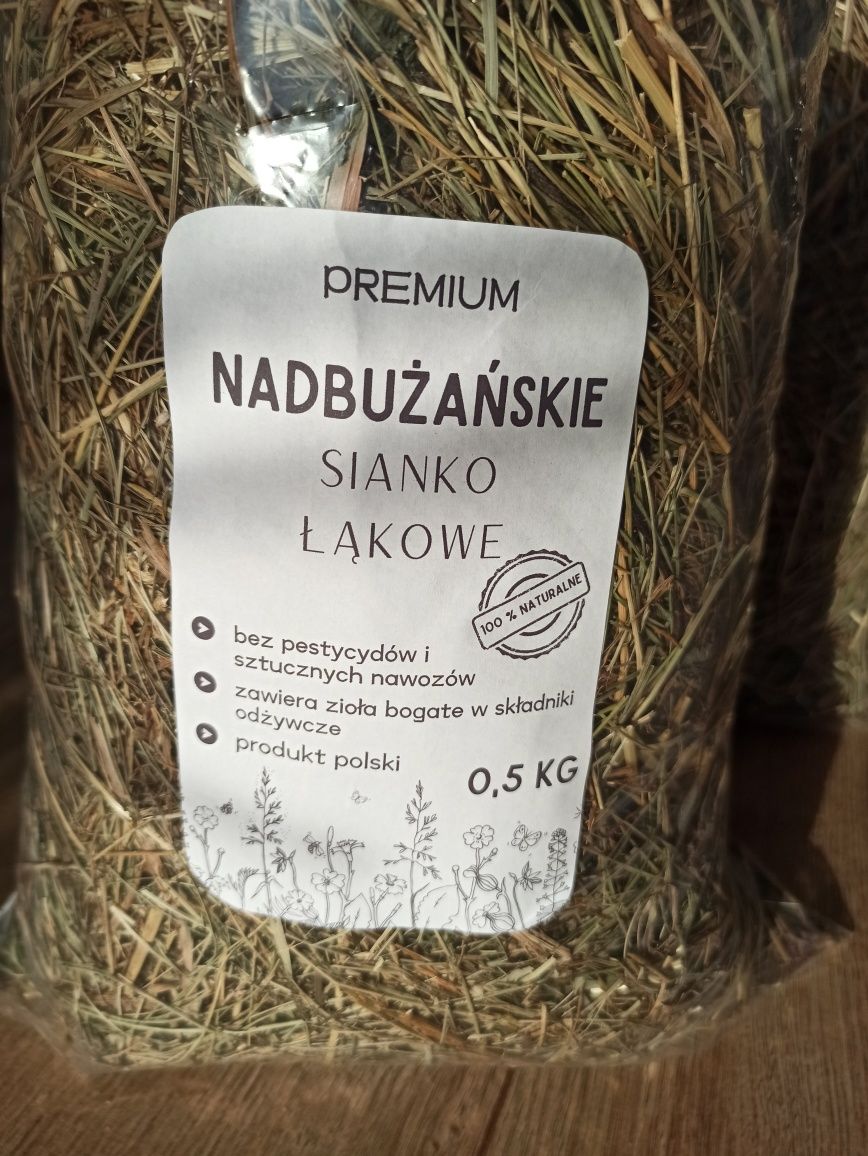 PREMIUM
NADBUŻAŃSKIE
SIANKO
ŁĄKOWE
100 % NATURALNE
bez pestycydów i
sztucznych nawozów
zawiera zioła bogate w składniki
odżywcze
produkt polski
0,5 KG